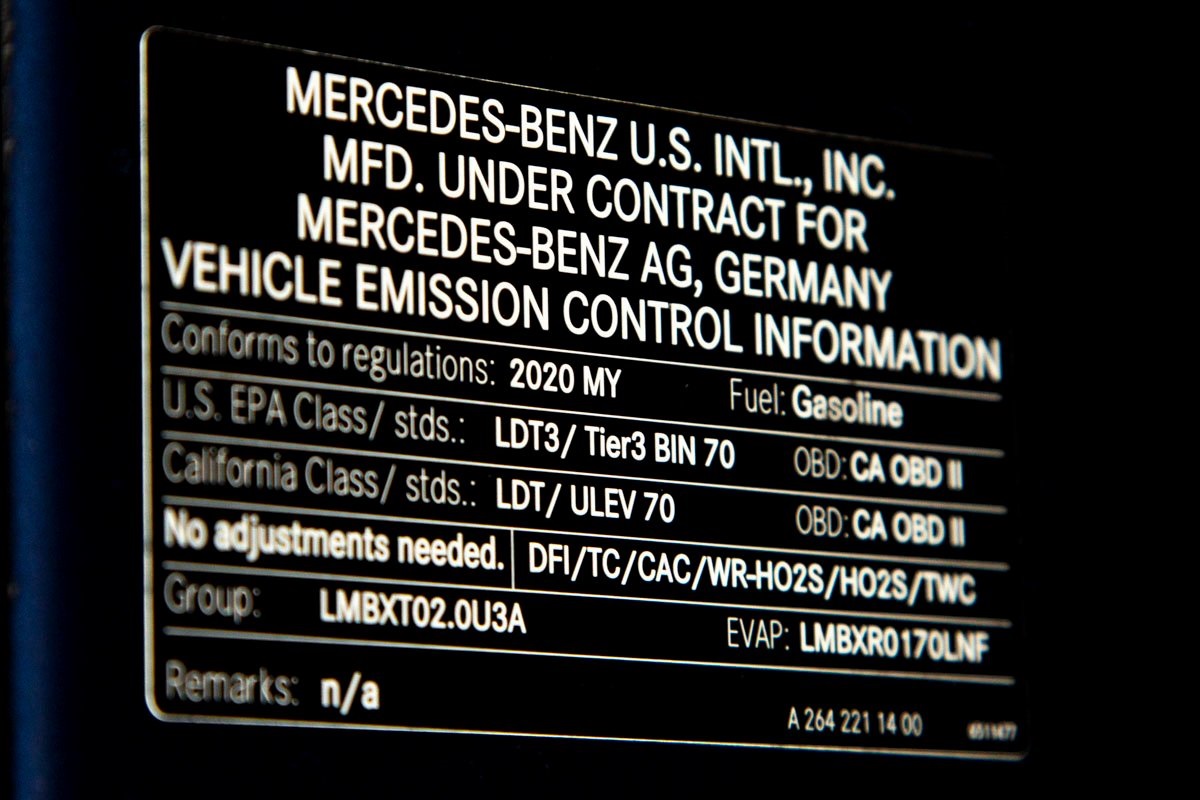 MERCEDES-BENZ U.S. INTL., INC.
MFD. UNDER CONTRACT FOR
MERCEDES-BENZ AG, GERMANY
VEHICLE EMISSION CONTROL INFORMATION
Conforms to regulations: 2020 MY Fuel: Gasoline
U.S. EPA Class/ stds.: LDT3/ Tier3 BIN 70 OBD: CA OBD II
California Class/ stds.: LDT/ ULEV 70 OBD: CA OBD II
No adjustments needed. DFI/TC/CAC/WR-HO2S/HO2S/TWC
Group: LMBXT02.0U3A EVAP: LMBXR0170LNF
Remarks: n/a
A 264 221 14 00